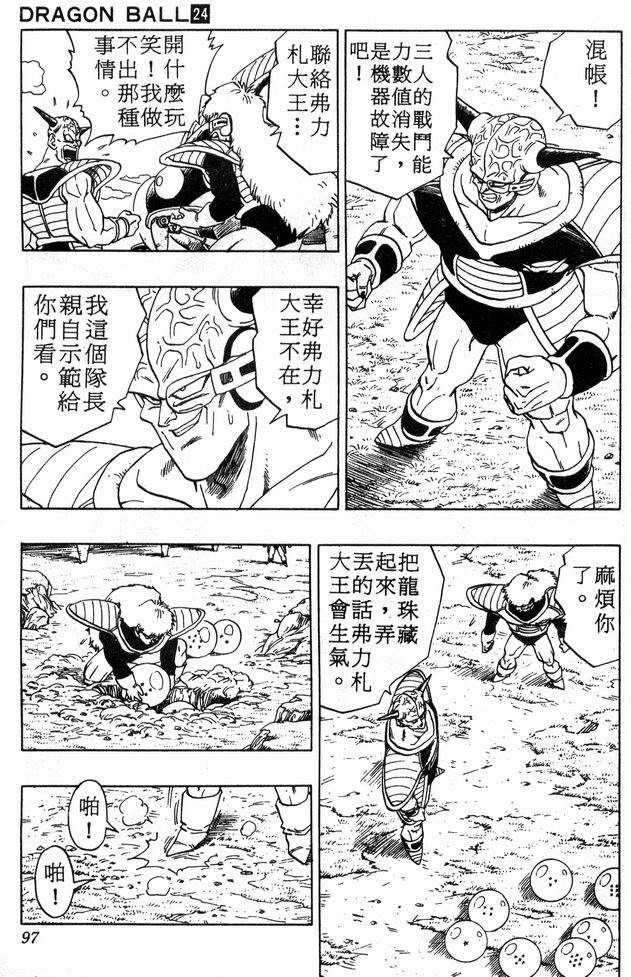 DRAGON BALL 24
混帳！
三人的戰鬥能
力數值消失，
是機器故障了
吧！
聯絡弗力
札大王…
開什麼玩
笑！我做
不出那種
事情。
幸好弗力札
大王不在，
我這個隊長
親自示範給
你們看。
麻煩你
了。
把龍珠藏
起來，弄
丟的話弗力札
大王會生氣。
啪！
啪！
97